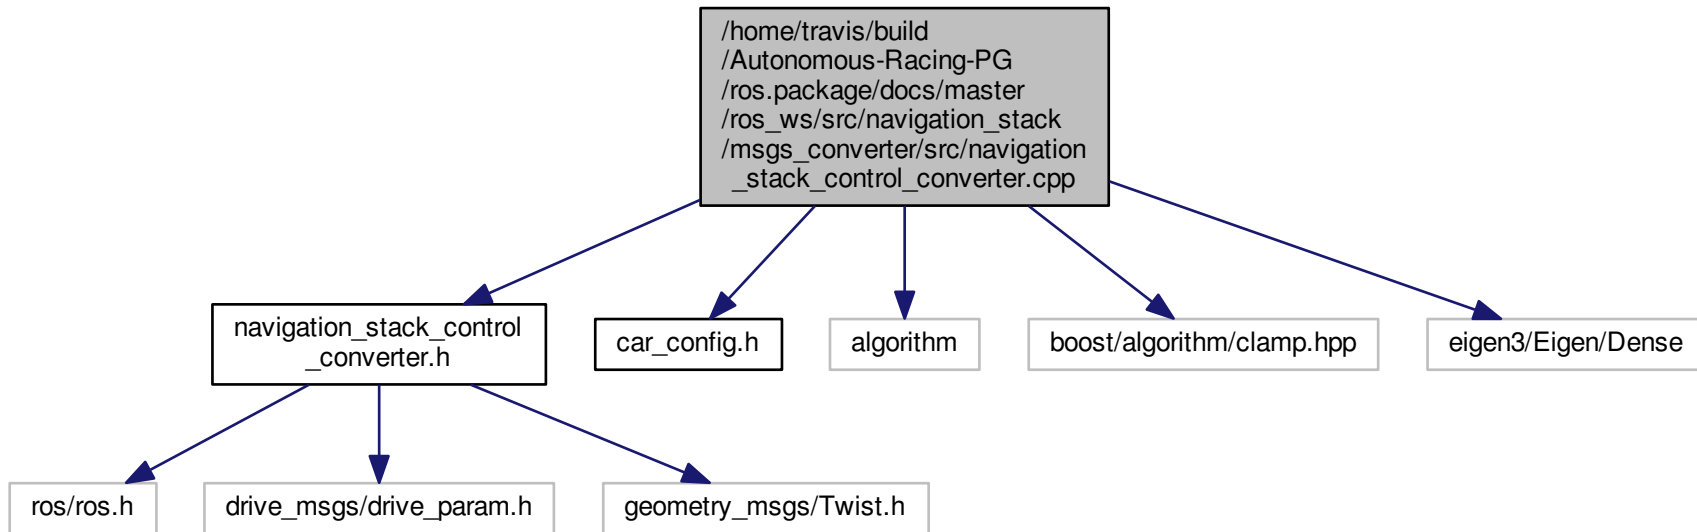 /home/travis/build
/Autonomous-Racing-PG
/ros.package/docs/master
/ros_ws/src/navigation_stack
/msgs_converter/src/navigation
_stack_control_converter.cpp
navigation_stack_control
_converter.h
car_config.h
algorithm
boost/algorithm/clamp.hpp
eigen3/Eigen/Dense
ros/ros.h
drive_msgs/drive_param.h
geometry_msgs/Twist.h